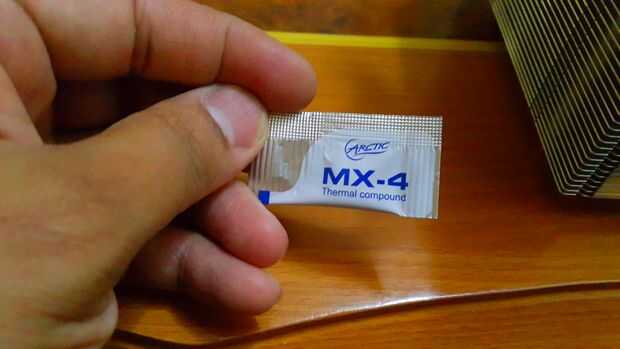 ARCTIC
MX-4
Thermal compound